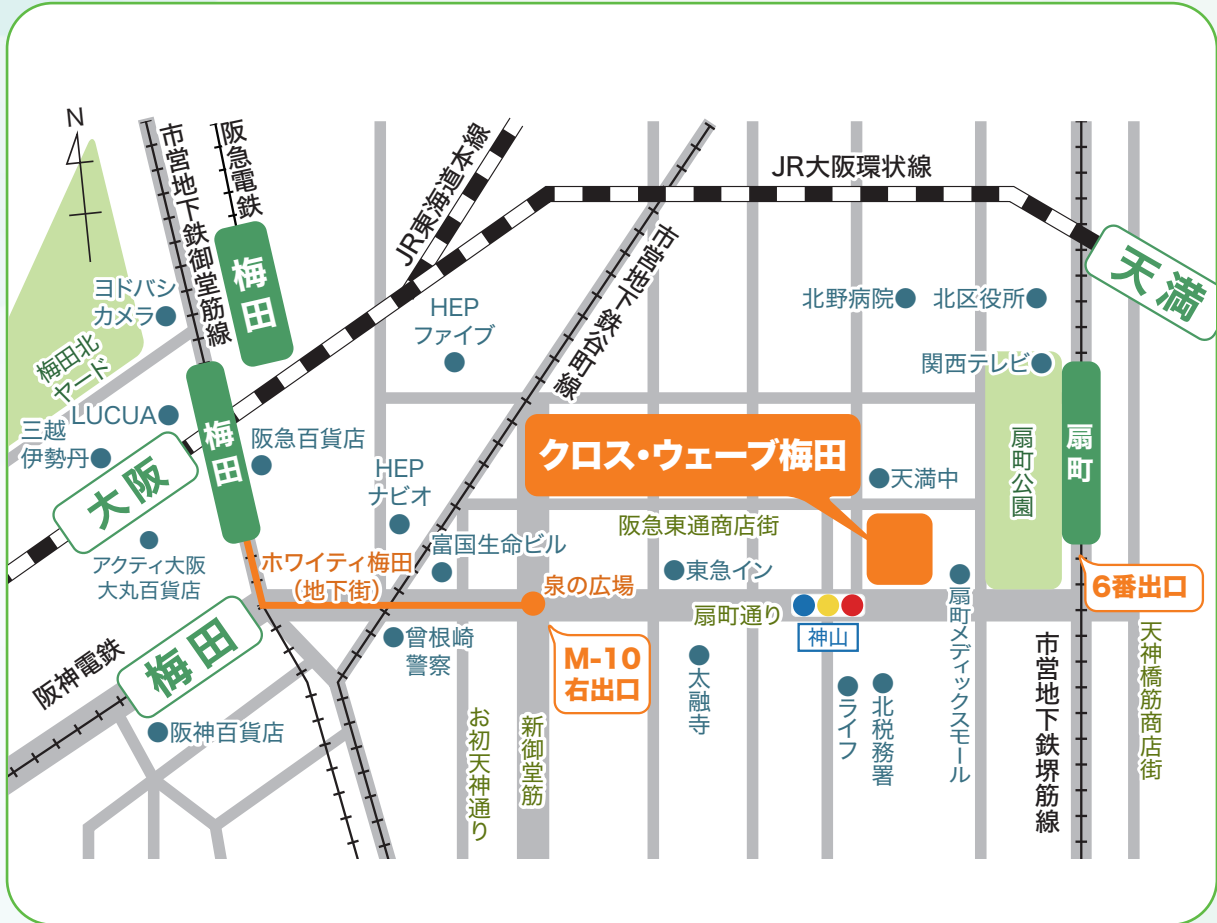 N
市営地下鉄御堂筋線
阪急電鉄
梅田
JR東海道本線
JR大阪環状線
天満
市営地下鉄谷町線
ヨドバシ
カメラ
梅田北
ヤード
HEP
ファイブ
北野病院
北区役所
関西テレビ
LUCUA
三越
伊勢丹
梅田
阪急百貨店
大阪
HEP
ナビオ
クロス・ウェーブ梅田
天満中
扇町公園
扇町
アクティ大阪
大丸百貨店
ホワイティ梅田
(地下街)
富国生命ビル
阪急東通商店街
泉の広場
東急イン
扇町通り
神山
扇町メディックスモール
6番出口
阪神電鉄
梅田
曾根崎
警察
M-10
右出口
太融寺
ライフ
北税務署
市営地下鉄堺筋線
天神橋筋商店街
阪神百貨店
お初天神通り
新御堂筋